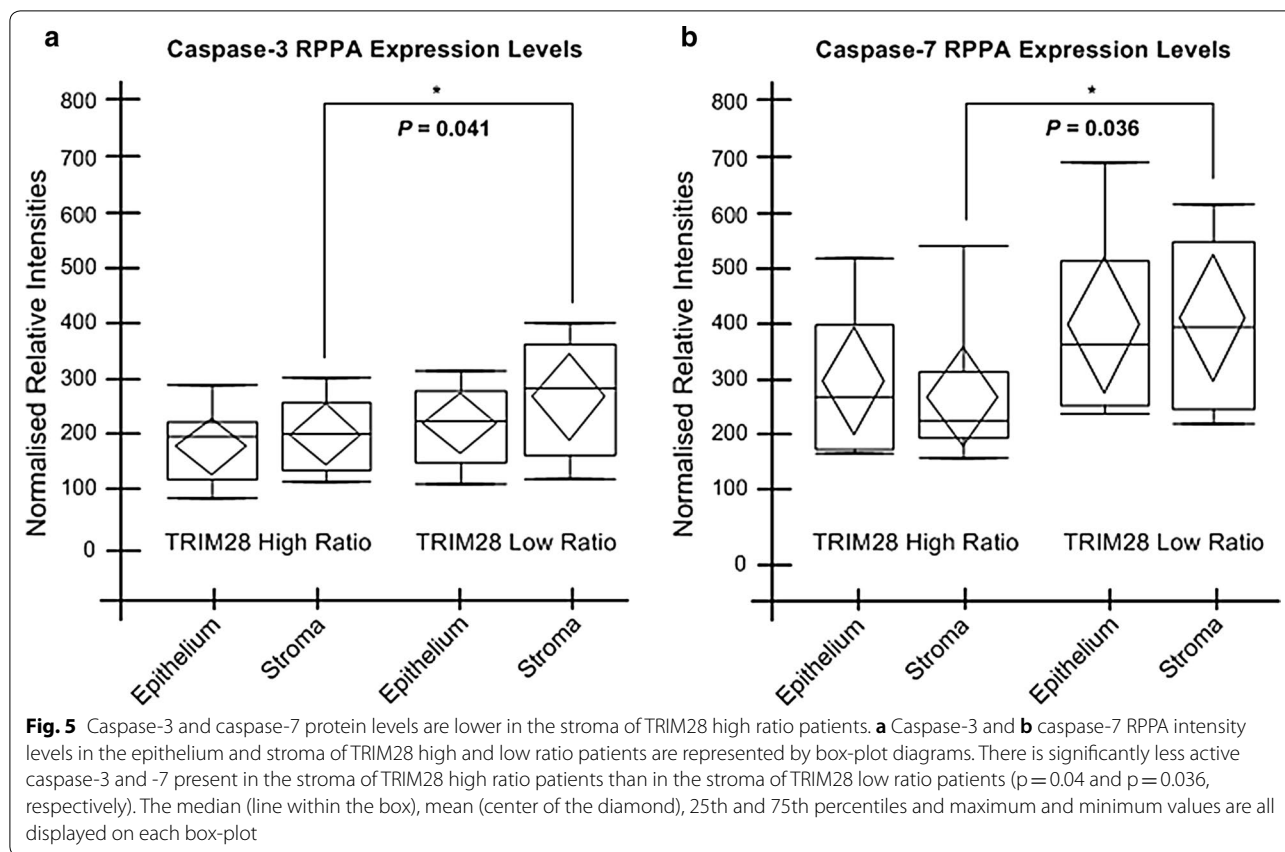 a
Caspase-3 RPPA Expression Levels
Normalised Relative Intensities
800
700
600
500
400
300
200
100
0
*
P = 0.041
TRIM28 High Ratio
TRIM28 Low Ratio
Epithelium
Stroma
Epithelium
Stroma
b
Caspase-7 RPPA Expression Levels
Normalised Relative Intensities
800
700
600
500
400
300
200
100
0
*
P = 0.036
TRIM28 High Ratio
TRIM28 Low Ratio
Epithelium
Stroma
Epithelium
Stroma
Fig. 5 Caspase-3 and caspase-7 protein levels are lower in the stroma of TRIM28 high ratio patients. a Caspase-3 and b caspase-7 RPPA intensity
levels in the epithelium and stroma of TRIM28 high and low ratio patients are represented by box-plot diagrams. There is significantly less active
caspase-3 and -7 present in the stroma of TRIM28 high ratio patients than in the stroma of TRIM28 low ratio patients (p = 0.04 and p = 0.036,
respectively). The median (line within the box), mean (center of the diamond), 25th and 75th percentiles and maximum and minimum values are all
displayed on each box-plot